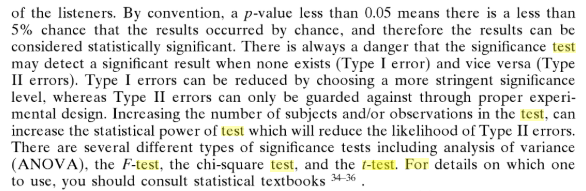 of the listeners. By convention, a p-value less than 0.05 means there is a less than
5% chance that the results occurred by chance, and therefore the results can be
considered statistically significant. There is always a danger that the significance test
may detect a significant result when none exists (Type I error) and vice versa (Type
II errors). Type I errors can be reduced by choosing a more stringent significance
level, whereas Type II errors can only be guarded against through proper experi-
mental design. Increasing the number of subjects and/or observations in the test, can
increase the statistical power of test which will reduce the likelihood of Type II errors.
There are several different types of significance tests including analysis of variance
(ANOVA), the F-test, the chi-square test, and the t-test. For details on which one
to use, you should consult statistical textbooks 34–36 .